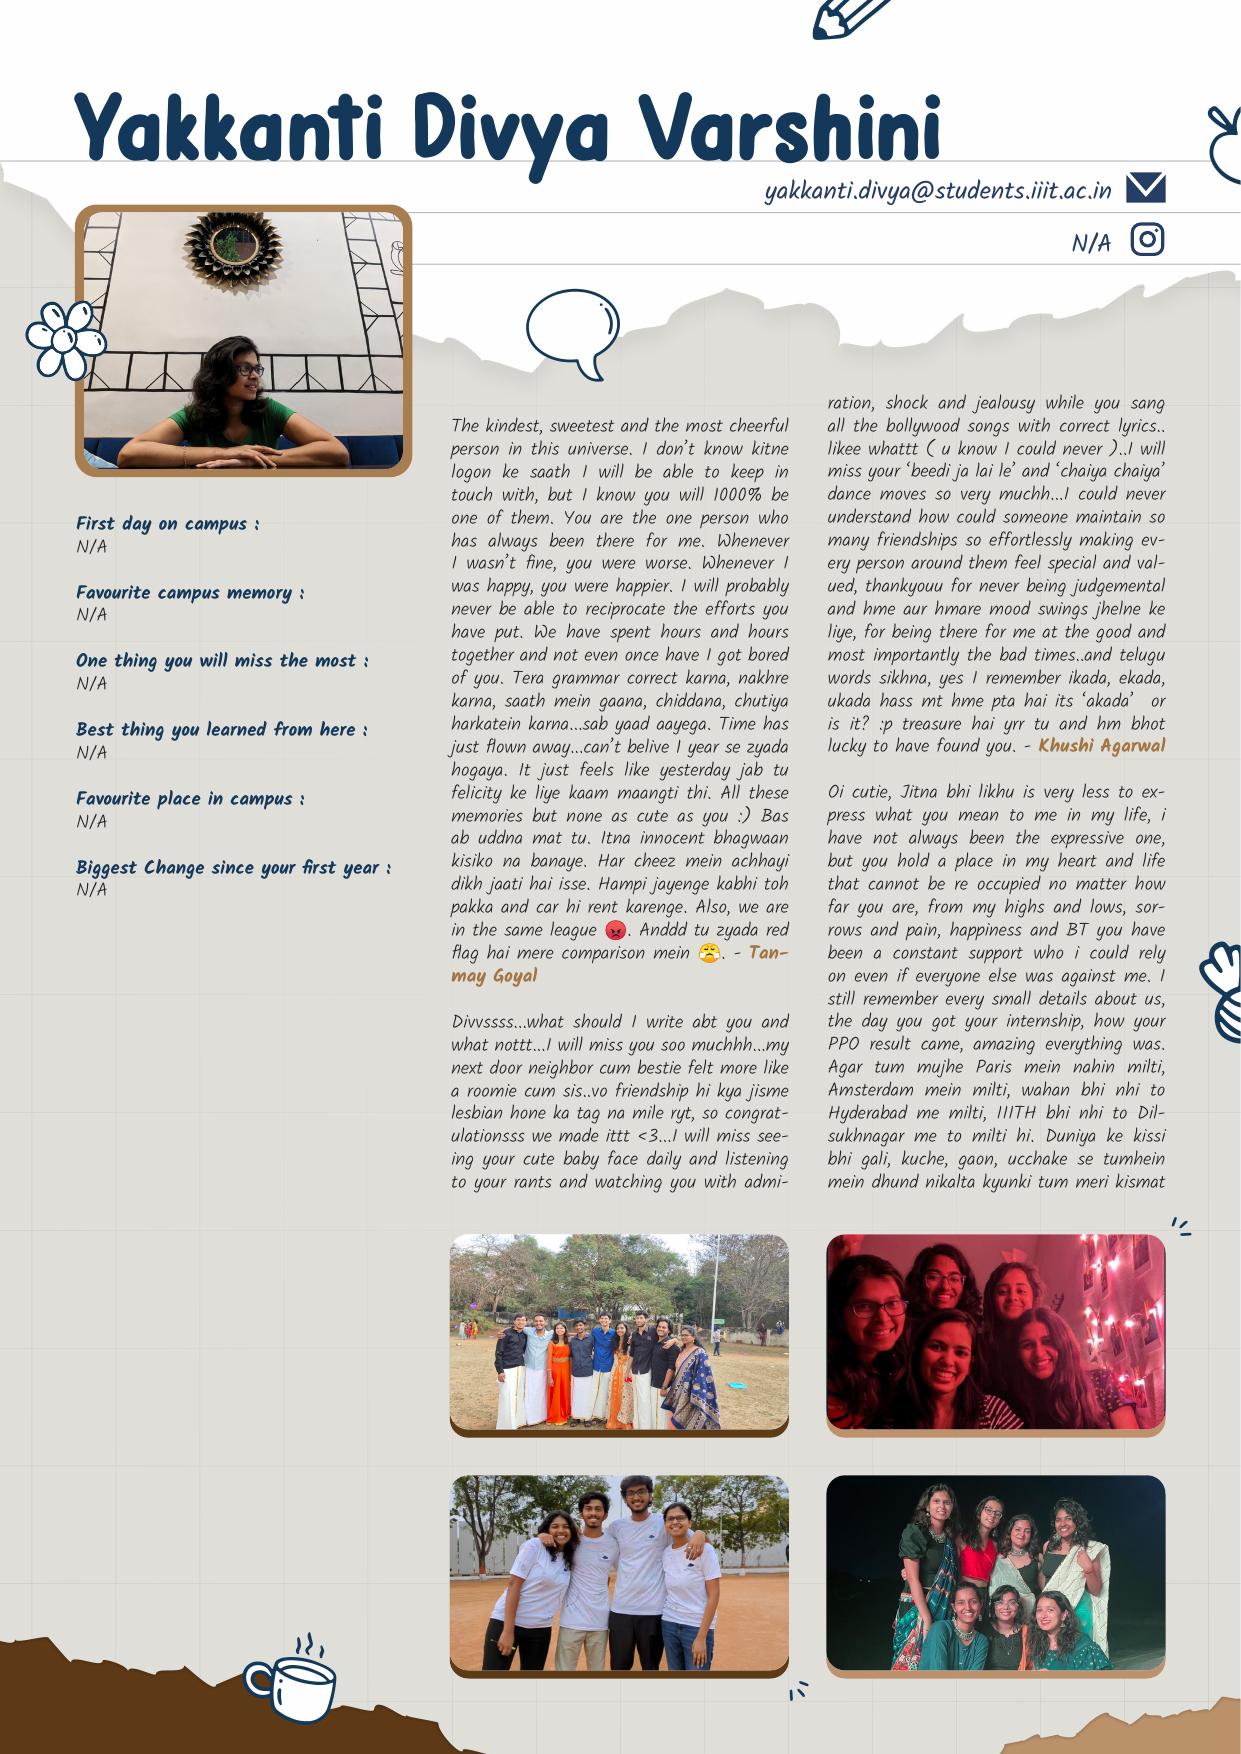 Yakkanti Divya Varshini
yakkanti.divya@students.iiit.ac.in
N/A
First day on campus :
N/A
Favourite campus memory :
N/A
One thing you will miss the most :
N/A
Best thing you learned from here :
N/A
Favourite place in campus :
N/A
Biggest Change since your first year :
N/A
The kindest, sweetest and the most cheerful
person in this universe. I don't know kitne
logon ke saath I will be able to keep in
touch with, but I know you will 1000% be
one of them. You are the one person who
has always been there for me. Whenever
I wasn't fine, you were worse. Whenever I
was happy, you were happier. I will probably
never be able to reciprocate the efforts you
have put. We have spent hours and hours
together and not even once have I got bored
of you. Tera grammar correct karna, nakhre
karna, saath mein gaana, chiddana, chutiya
harkatein karna...sab yaad aayega. Time has
just flown away...can't belive 1 year se zyada
hogaya. It just feels like yesterday jab tu
felicity ke liye kaam maangti thi. All these
memories but none as cute as you :) Bas
ab uddna mat tu. Itna innocent bhagwaan
kisiko na banaye. Har cheez mein achhayi
dikh jaati hai isse. Hampi jayenge kabhi toh
pakka and car hi rent karenge. Also, we are
in the same league 😡. Anddd tu zyada red
flag hai mere comparison mein 😤. - Tan-
may Goyal
Divvssss...what should I write abt you and
what nottt...I will miss you soo muchhh...my
next door neighbor cum bestie felt more like
a roomie cum sis..vo friendship hi kya jisme
lesbian hone ka tag na mile ryt, so congrat-
ulationsss we made ittt <3...I will miss see-
ing your cute baby face daily and listening
to your rants and watching you with admi-
ration, shock and jealousy while you sang
all the bollywood songs with correct lyrics..
likee whattt ( u know I could never )..I will
miss your 'beedi ja lai le' and 'chaiya chaiya'
dance moves so very muchh...I could never
understand how could someone maintain so
many friendships so effortlessly making ev-
ery person around them feel special and val-
ued, thankyouu for never being judgemental
and hme aur hmare mood swings jhelne ke
liye, for being there for me at the good and
most importantly the bad times..and telugu
words sikhna, yes I remember ikada, ekada,
ukada hass mt hme pta hai its 'akada' or
is it? :p treasure hai yrr tu and hm bhot
lucky to have found you. - Khushi Agarwal
Oi cutie, Jitna bhi likhu is very less to ex-
press what you mean to me in my life, i
have not always been the expressive one,
but you hold a place in my heart and life
that cannot be re occupied no matter how
far you are, from my highs and lows, sor-
rows and pain, happiness and BT you have
been a constant support who i could rely
on even if everyone else was against me. I
still remember every small details about us,
the day you got your internship, how your
PPO result came, amazing everything was.
Agar tum mujhe Paris mein nahin milti,
Amsterdam mein milti, wahan bhi nhi to
Hyderabad me milti, IIITH bhi nhi to Dil-
sukhnagar me to milti hi. Duniya ke kissi
bhi gali, kuche, gaon, ucchake se tumhein
mein dhund nikalta kyunki tum meri kismat